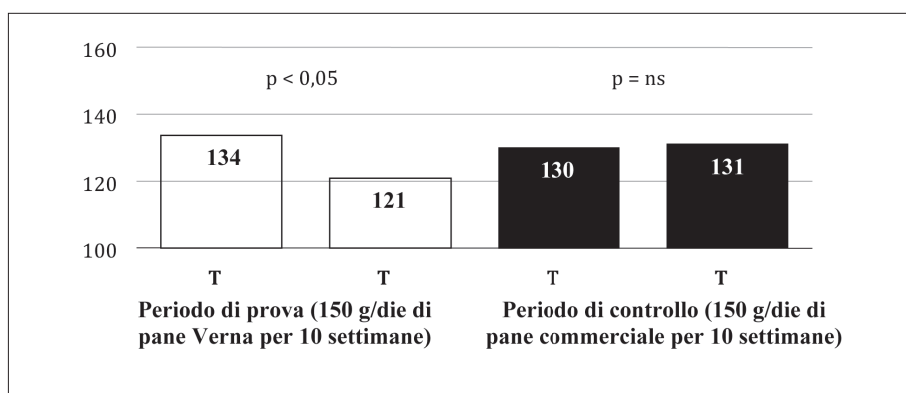 160
p < 0,05
p = ns
140
134
130
131
120
121
100
T
T
T
T
Periodo di prova (150 g/die di
pane Verna per 10 settimane)
Periodo di controllo (150 g/die di
pane commerciale per 10 settimane)